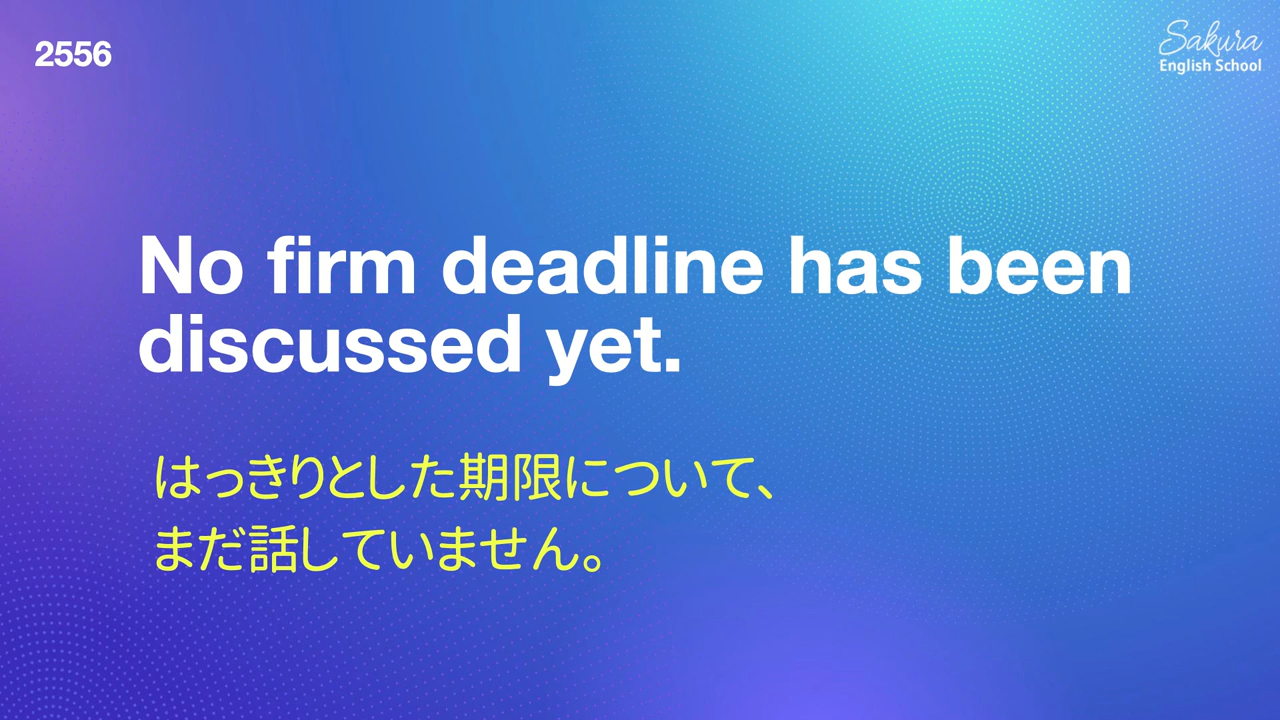 2556
Sakura
English School
No firm deadline has been
discussed yet.
はっきりとした期限について、
まだ話していません。